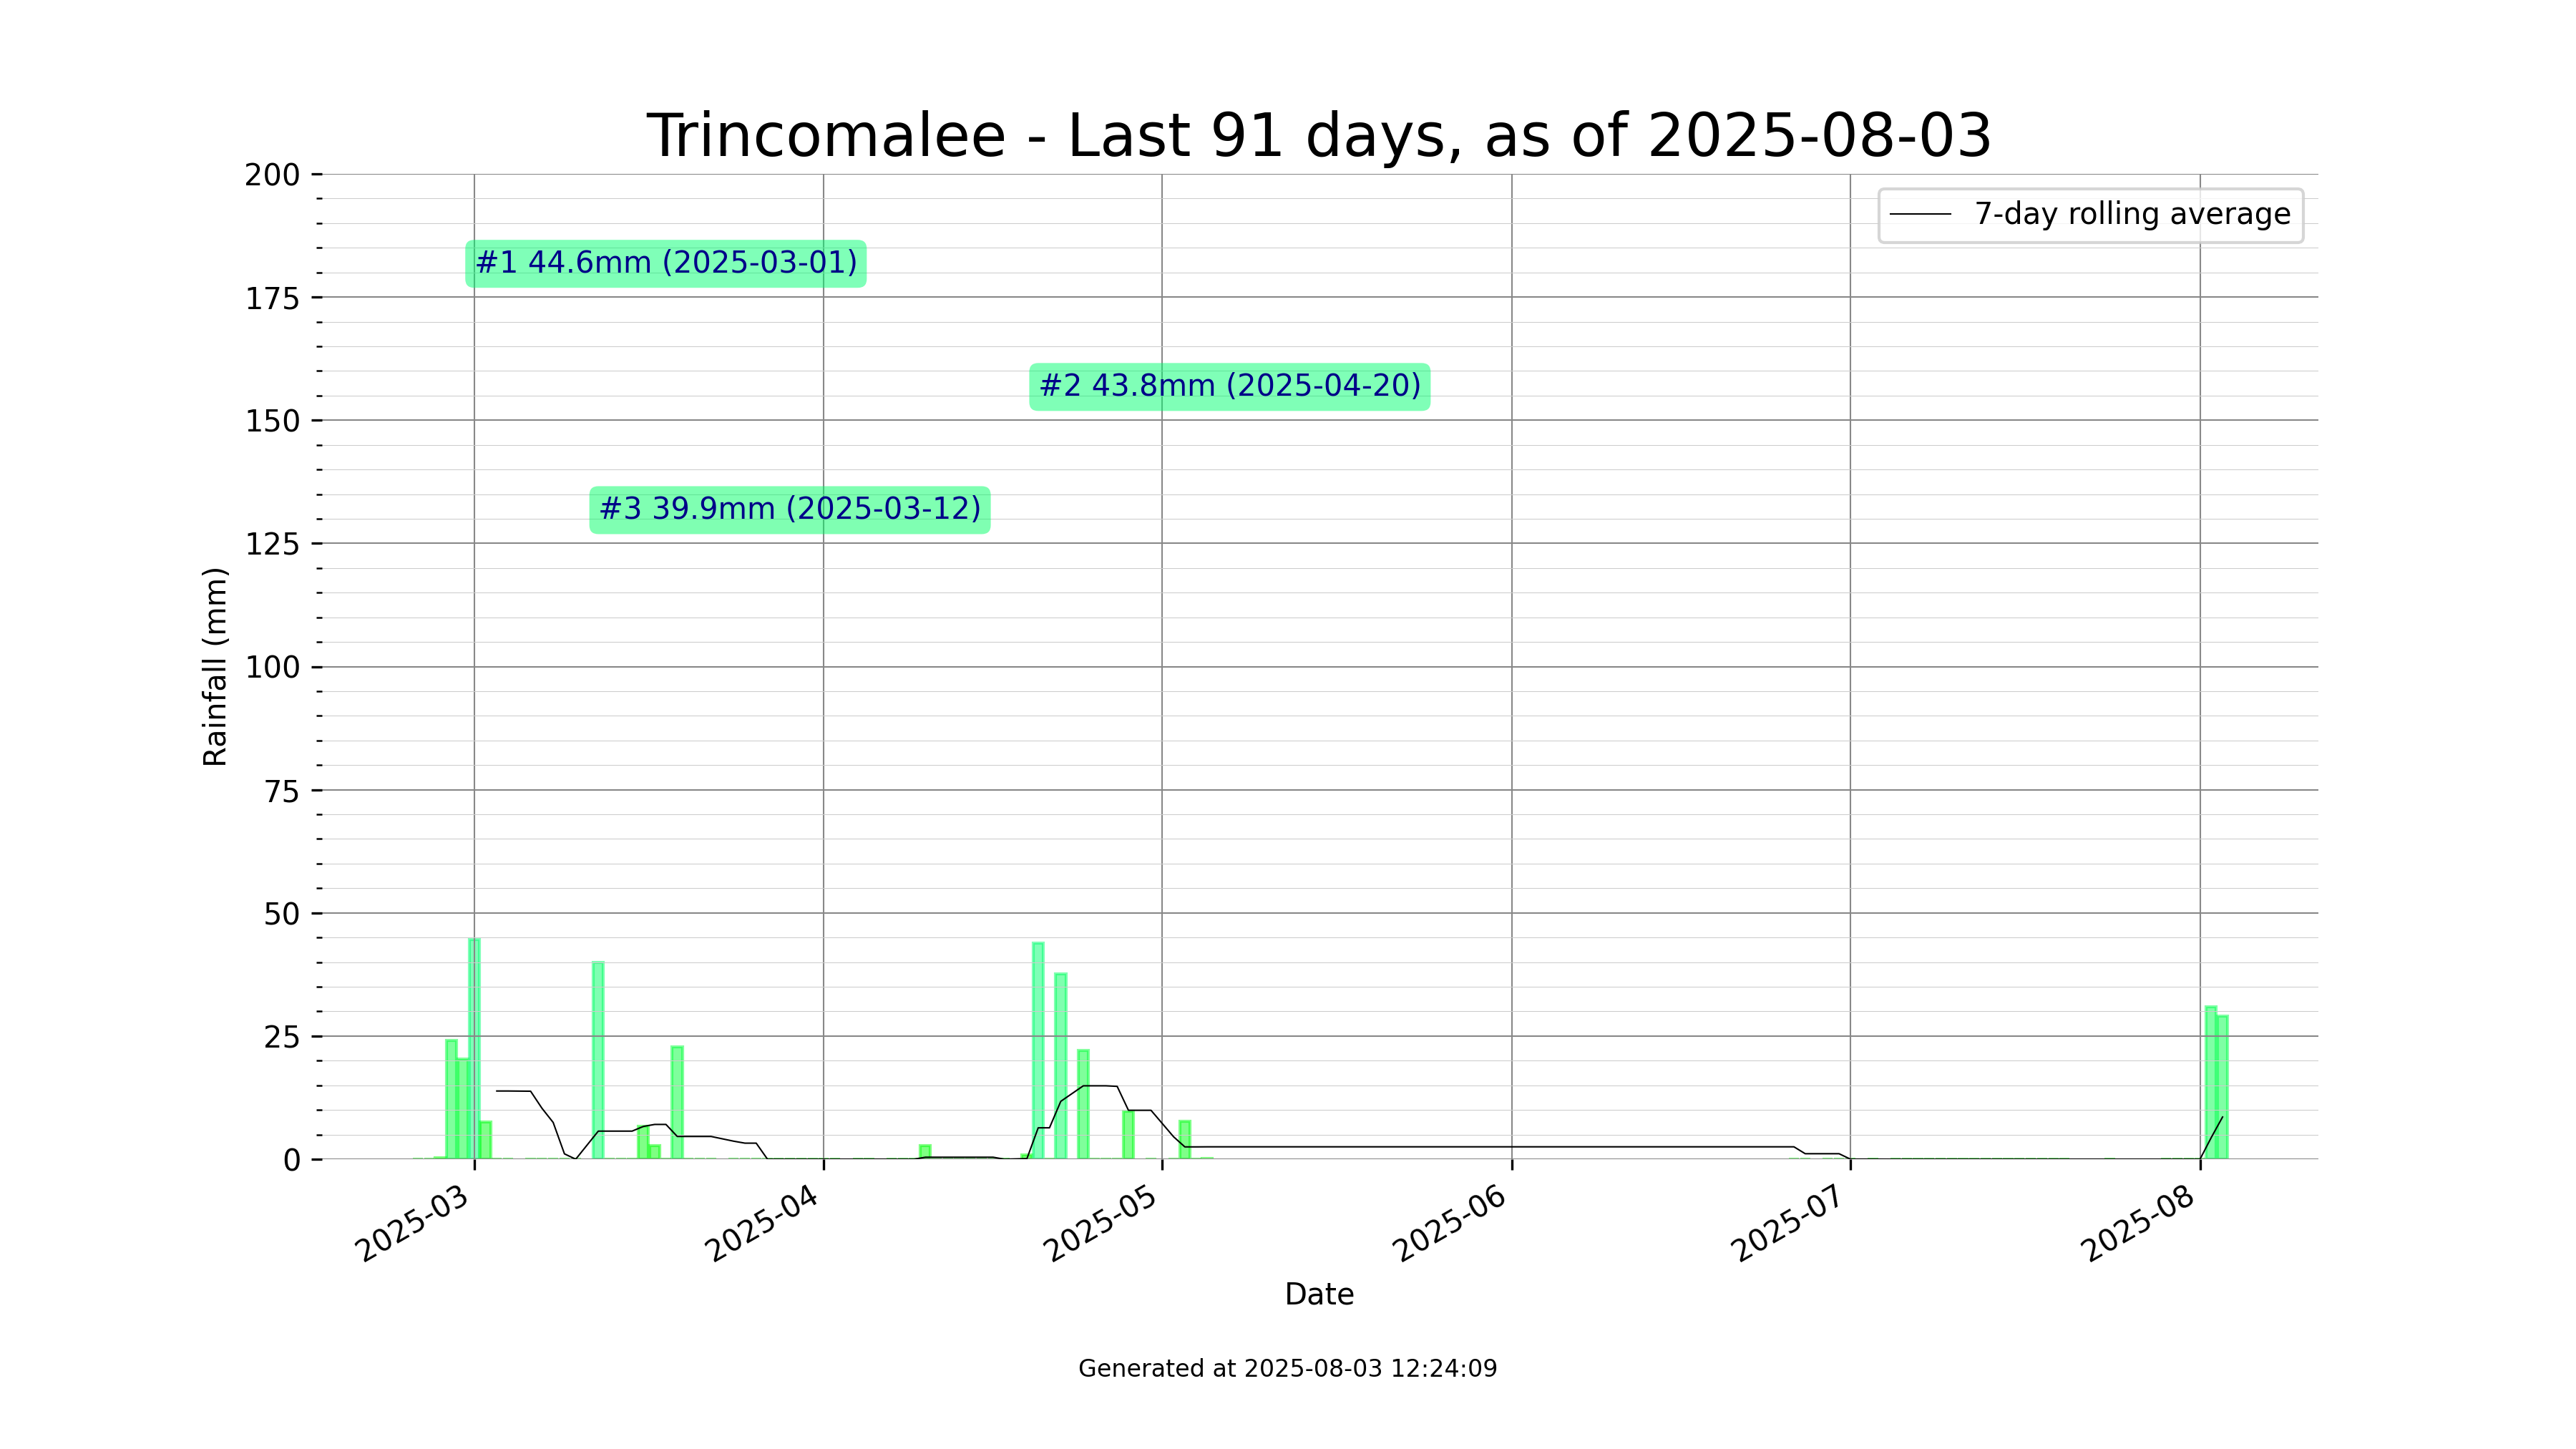 Trincomalee - Last 91 days, as of 2025-08-03
7-day rolling average
#1 44.6mm (2025-03-01)
#2 43.8mm (2025-04-20)
#3 39.9mm (2025-03-12)
Rainfall (mm)
200
175
150
125
100
75
50
25
0
2025-03
2025-04
2025-05
2025-06
2025-07
2025-08
Date
Generated at 2025-08-03 12:24:09